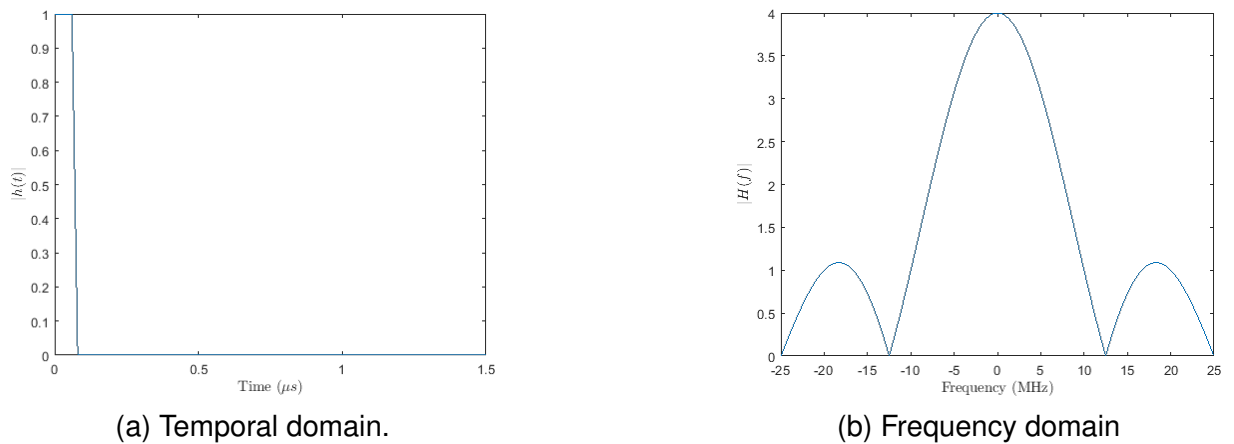 1
0.9
0.8
0.7
0.6
0.5
0.4
0.3
0.2
0.1
0
|h(t)|
0 0.5 1 1.5
Time (μs)
(a) Temporal domain.
4
3.5
3
2.5
2
1.5
1
0.5
0
|H(f)|
-25 -20 -15 -10 -5 0 5 10 15 20 25
Frequency (MHz)
(b) Frequency domain